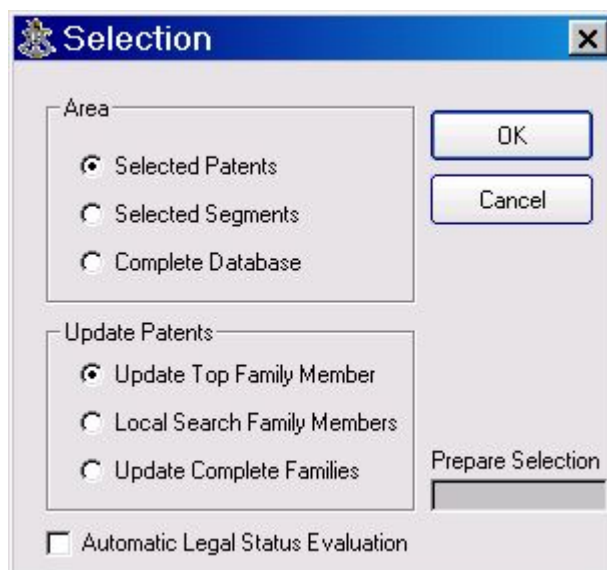 Selection
Area
Selected Patents
Selected Segments
Complete Database
OK
Cancel
Update Patents
Update Top Family Member
Local Search Family Members
Update Complete Families
Prepare Selection
Automatic Legal Status Evaluation